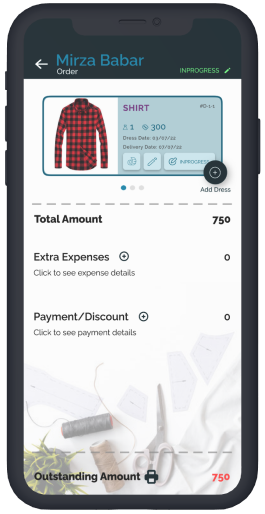 Mirza Babar
Order
INPROGRESS
SHIRT
1 300
Dress Date: 03/07/22
Delivery Date: 07/07/22
INPROGRESS
Add Dress
Total Amount 750
Extra Expenses 0
Click to see expense details
Payment/Discount 0
Click to see payment details
Outstanding Amount 750